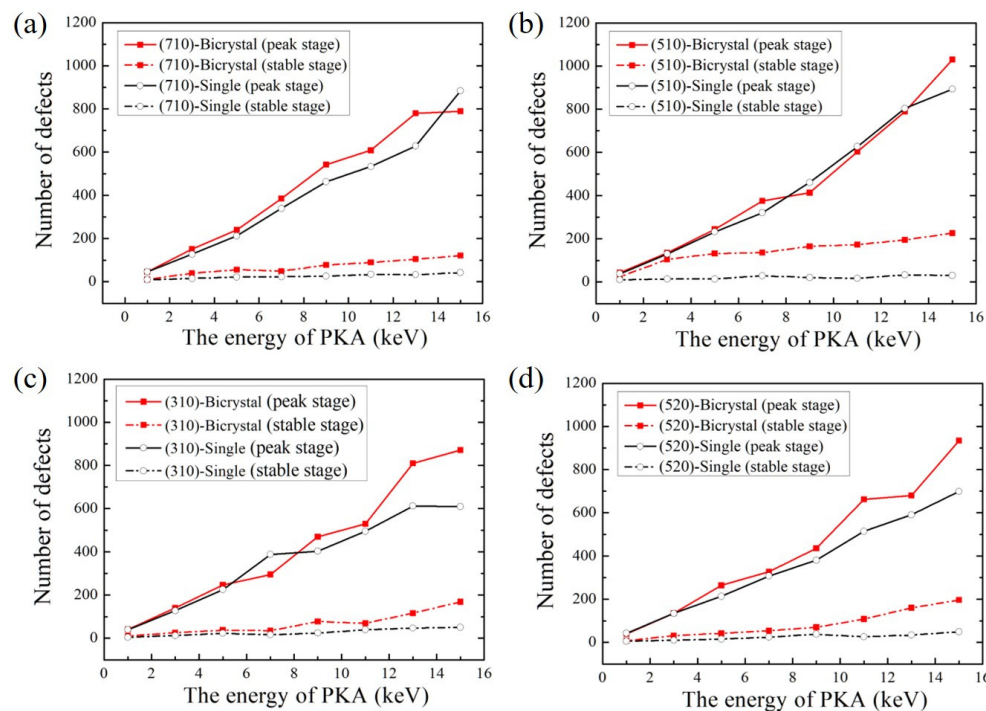 (a)
1200
1000
800
600
400
200
0
Number of defects
(710)-Bicrystal (peak stage)
(710)-Bicrystal (stable stage)
(710)-Single (peak stage)
(710)-Single (stable stage)
0 2 4 6 8 10 12 14 16
The energy of PKA (keV)
(b)
1200
1000
800
600
400
200
0
Number of defects
(510)-Bicrystal (peak stage)
(510)-Bicrystal (stable stage)
(510)-Single (peak stage)
(510)-Single (stable stage)
0 2 4 6 8 10 12 14 16
The energy of PKA (keV)
(c)
1200
1000
800
600
400
200
0
Number of defects
(310)-Bicrystal (peak stage)
(310)-Bicrystal (stable stage)
(310)-Single (peak stage)
(310)-Single (stable stage)
0 2 4 6 8 10 12 14 16
The energy of PKA (keV)
(d)
1200
1000
800
600
400
200
0
Number of defects
(520)-Bicrystal (peak stage)
(520)-Bicrystal (stable stage)
(520)-Single (peak stage)
(520)-Single (stable stage)
0 2 4 6 8 10 12 14 16
The energy of PKA (keV)